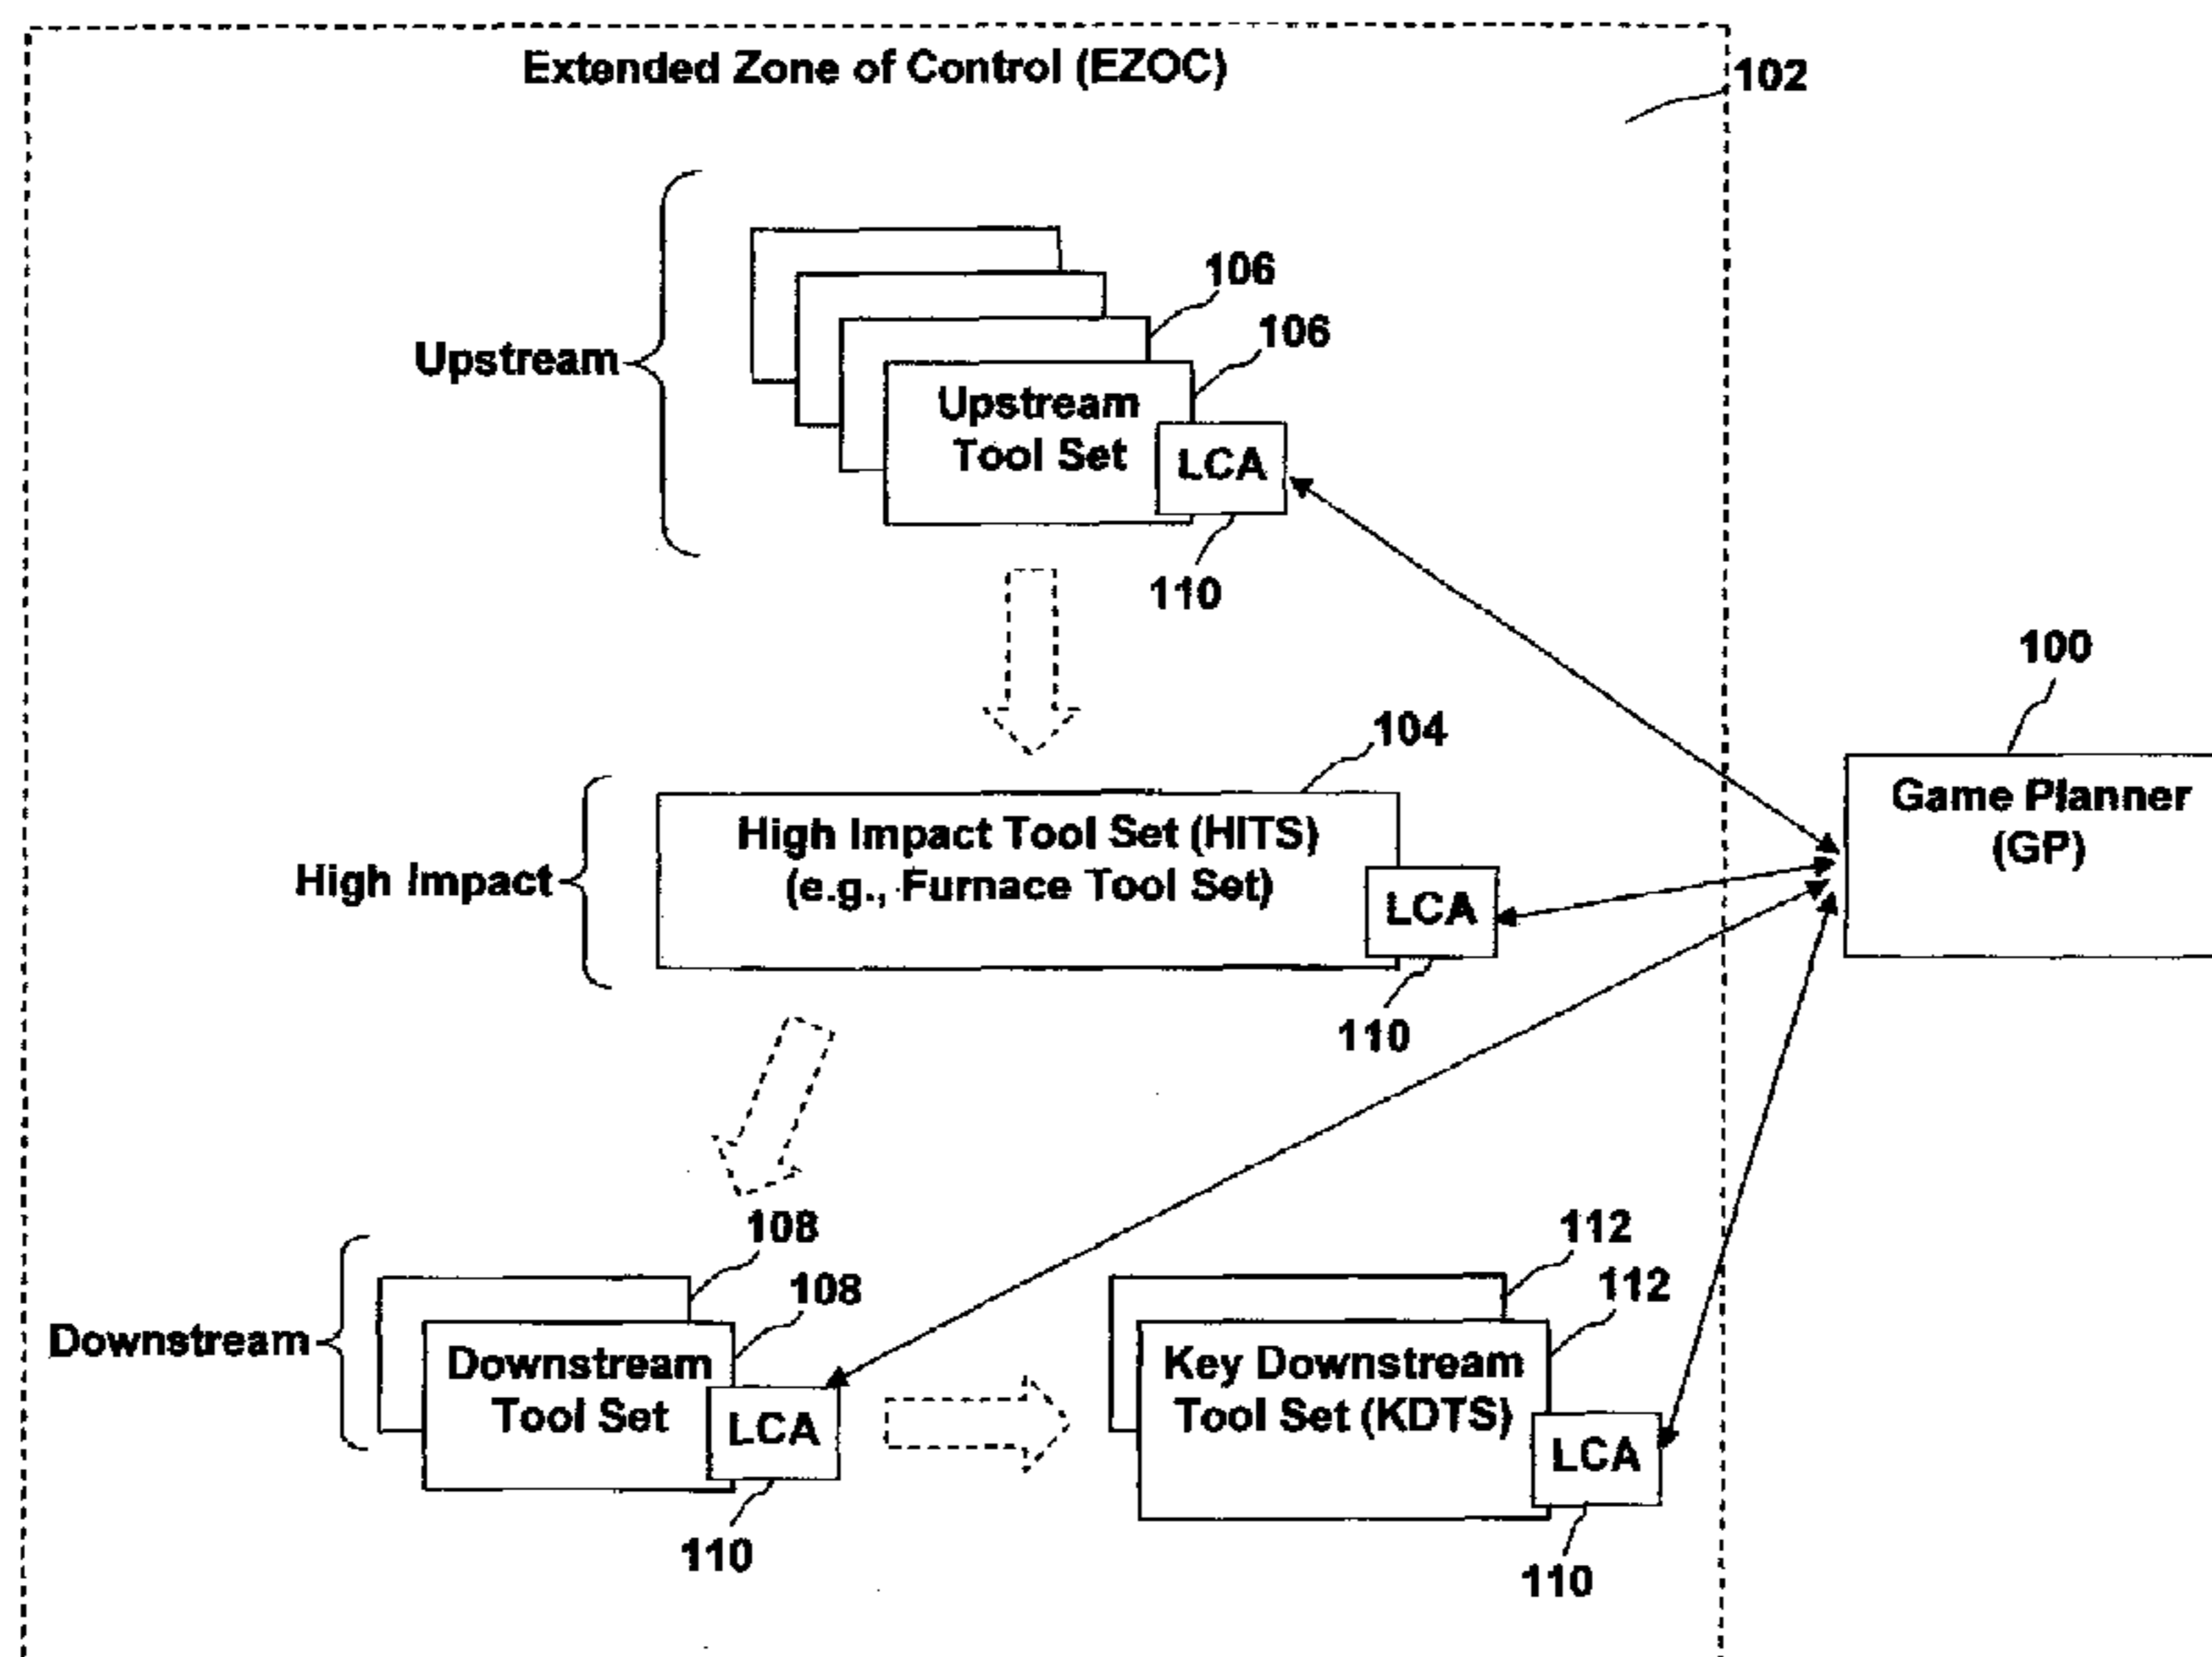 Extended Zone of Control (EZOC)
102
106
106
Upstream
Upstream
Tool Set
LCA
110
100
Game Planner
(GP)
104
High Impact
High Impact Tool Set (HITS)
(e.g., Furnace Tool Set)
LCA
110
108
108
112
112
Downstream
Downstream
Tool Set
LCA
110
Key Downstream
Tool Set (KDTS)
LCA
110